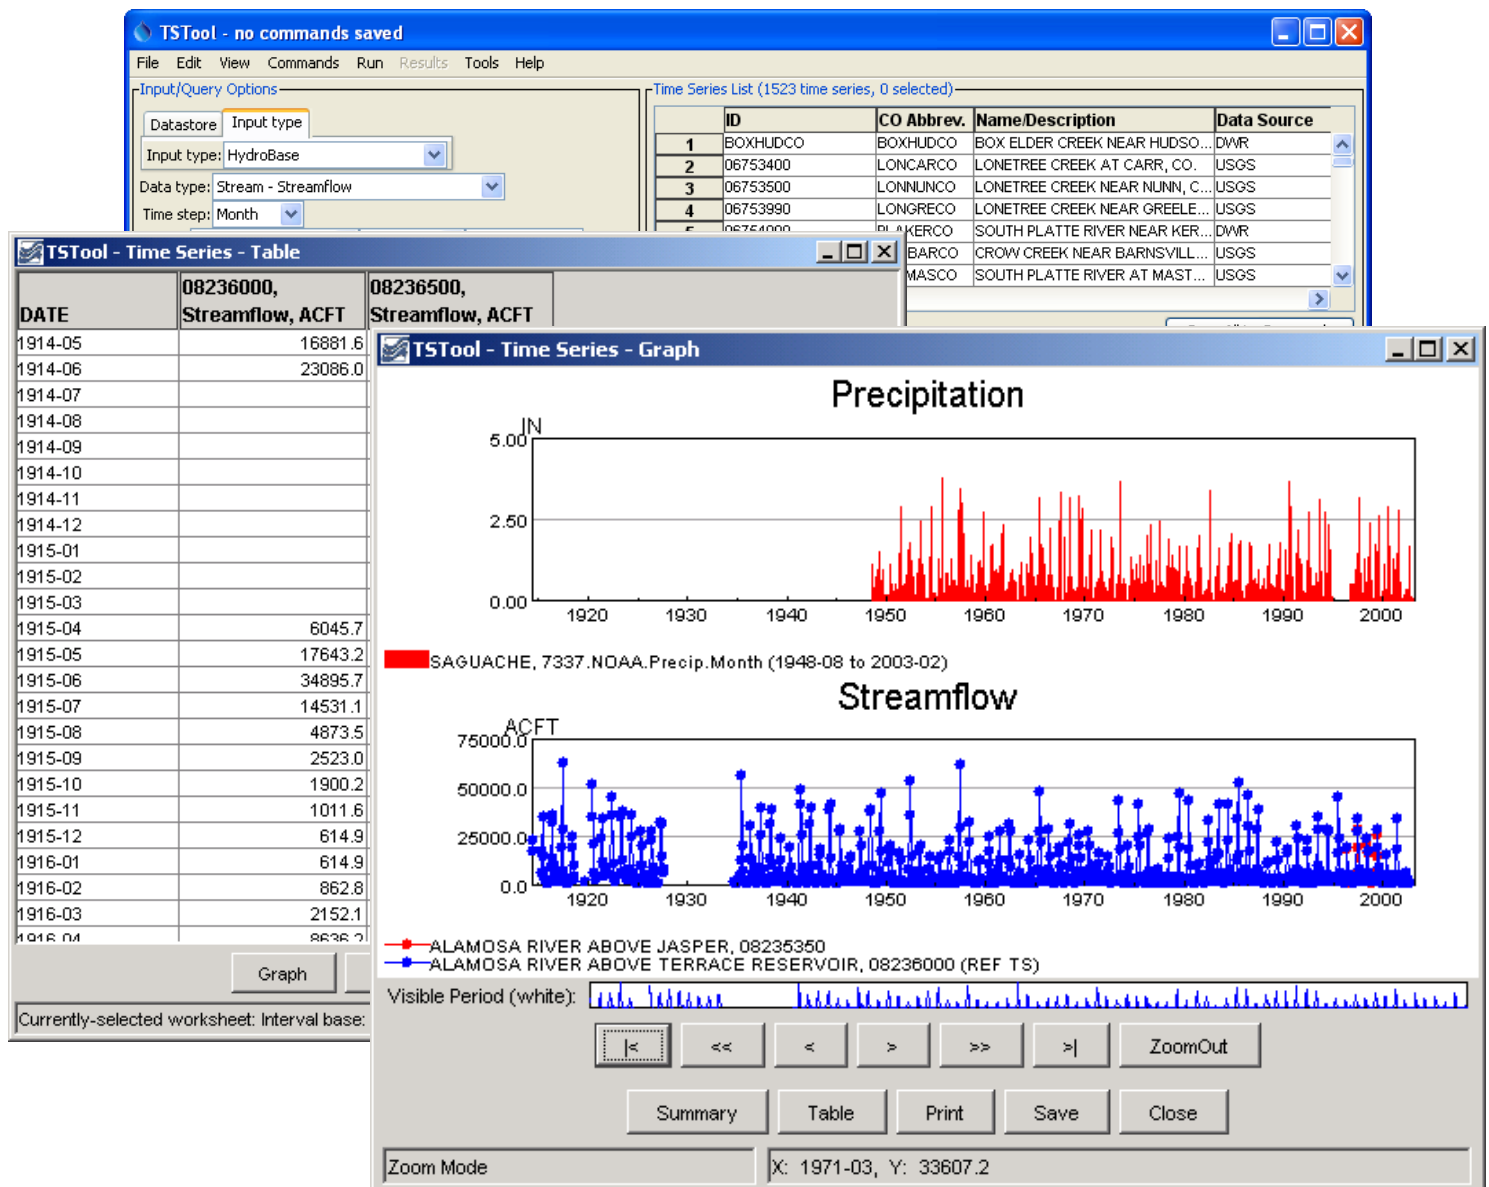 TSTool - no commands saved
File Edit View Commands Run Results Tools Help
Input/Query Options
Datastore Input type
Input type: HydroBase
Data type: Stream - Streamflow
Time step: Month
Time Series List (1523 time series, 0 selected)
ID CO Abbrev. Name/Description Data Source
1 BOXHUDCO BOXHUDCO BOX ELDER CREEK NEAR HUDSO... DWR
2 06753400 LONCARCO LONETREE CREEK AT CARR, CO. USGS
3 06753500 LONNUNCO LONETREE CREEK NEAR NUNN, C... USGS
4 06753990 LONGRECO LONETREE CREEK NEAR GREELE... USGS
SOUTH PLATTE RIVER NEAR KER... DWR
BARCO CROW CREEK NEAR BARNSVILL... USGS
MASCO SOUTH PLATTE RIVER AT MAST... USGS
TSTool - Time Series - Table
DATE 08236000, Streamflow, ACFT 08236500, Streamflow, ACFT
1914-05 16881.6
1914-06 23086.0
1914-07
1914-08
1914-09
1914-10
1914-11
1914-12
1915-01
1915-02
1915-03
1915-04 6045.7
1915-05 17643.2
1915-06 34895.7
1915-07 14531.1
1915-08 4873.5
1915-09 2523.0
1915-10 1900.2
1915-11 1011.6
1915-12 614.9
1916-01 614.9
1916-02 862.8
1916-03 2152.1
1916-04 8636.2
Graph
Currently-selected worksheet: Interval base:
TSTool - Time Series - Graph
Precipitation
IN
5.00
2.50
0.00
1920 1930 1940 1950 1960 1970 1980 1990 2000
SAGUACHE, 7337.NOAA.Precip.Month (1948-08 to 2003-02)
Streamflow
ACFT
75000.0
50000.0
25000.0
0.0
1920 1930 1940 1950 1960 1970 1980 1990 2000
ALAMOSA RIVER ABOVE JASPER, 08235350
ALAMOSA RIVER ABOVE TERRACE RESERVOIR, 08236000 (REF TS)
Visible Period (white):
|< << < > >> >| ZoomOut
Summary Table Print Save Close
Zoom Mode X: 1971-03, Y: 33607.2